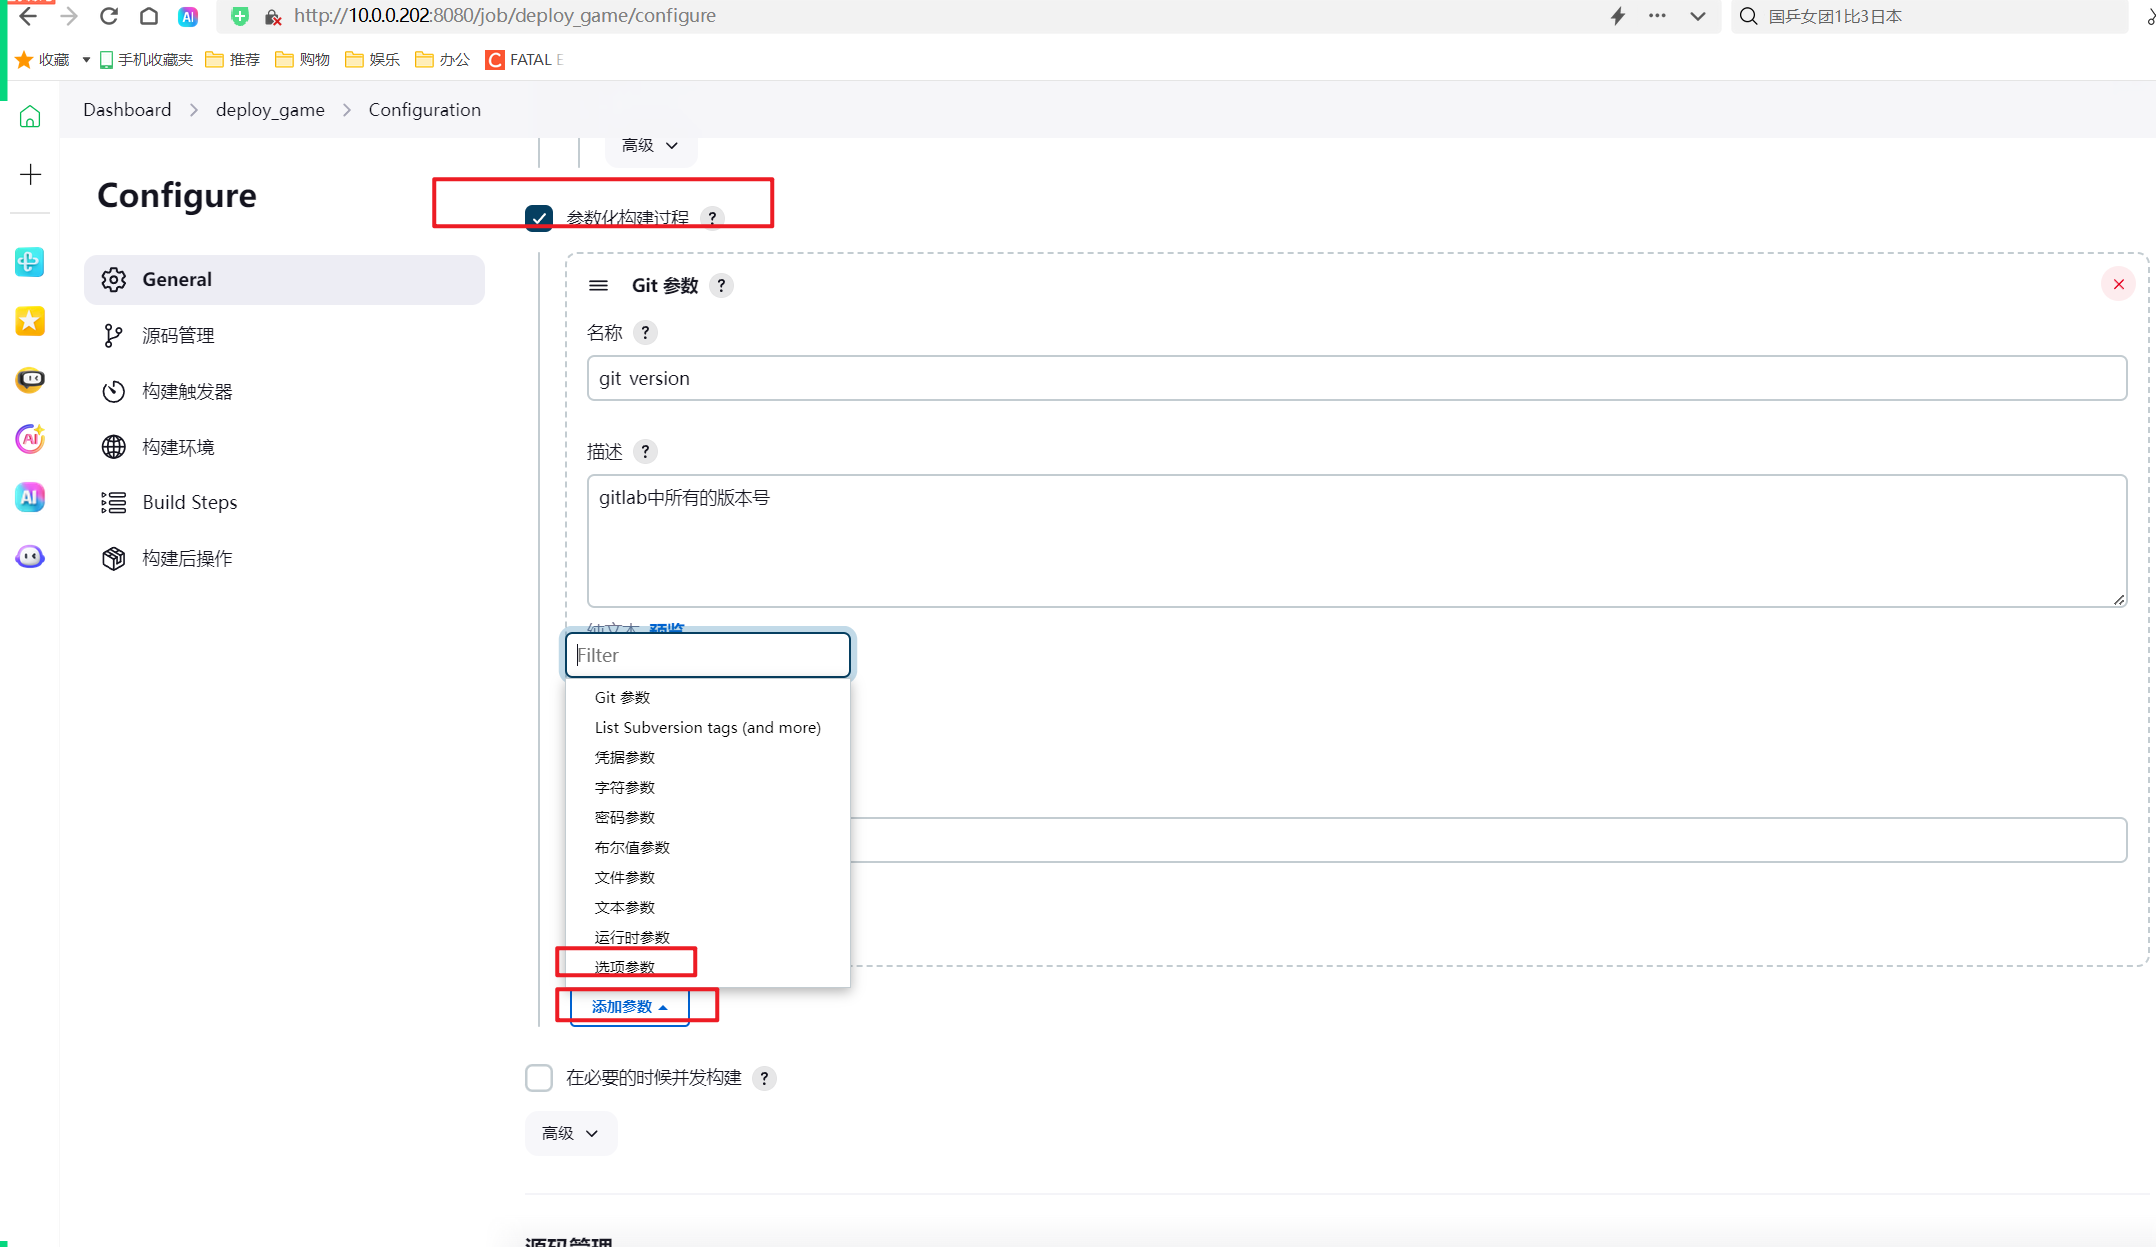 http://10.0.0.202:8080/job/deploy_game/configure
国乒女团1比3日本
收藏
手机收藏夹
推荐
购物
娱乐
办公
FATAL E
Dashboard > deploy_game > Configuration
高级
Configure
参数化构建过程 ?
General
Git 参数 ?
名称 ?
源码管理
git version
构建触发器
构建环境
描述 ?
gitlab中所有的版本号
Build Steps
构建后操作
纯文本 预览
Filter
Git 参数
List Subversion tags (and more)
凭据参数
字符参数
密码参数
布尔值参数
文件参数
文本参数
运行时参数
选项参数
添加参数
在必要的时候并发构建 ?
高级
源码管理